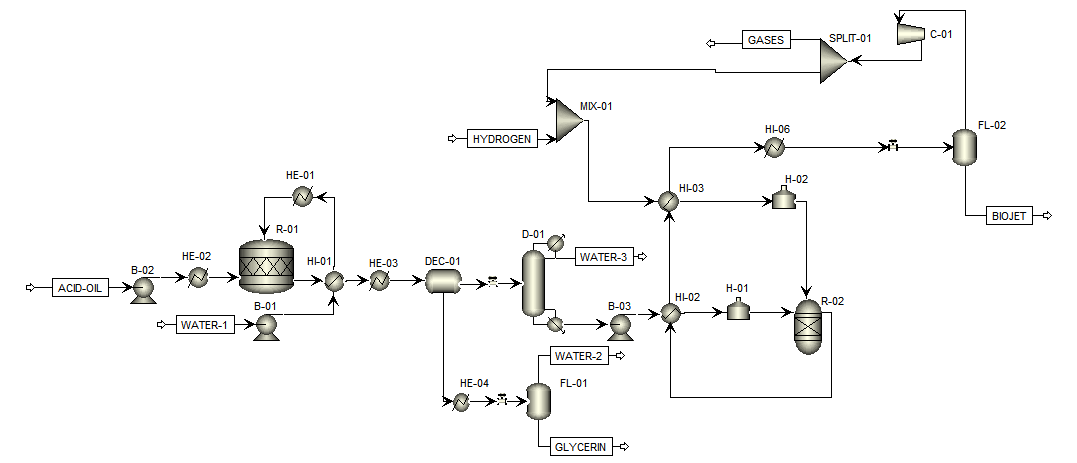 GASES
SPLIT-01
C-01
MIX-01
HYDROGEN
HI-06
FL-02
HI-03
H-02
BIOJET
HE-01
R-01
D-01
WATER-3
HE-02
HI-01
HE-03
DEC-01
B-02
ACID-OIL
B-01
WATER-1
B-03
HI-02
H-01
R-02
WATER-2
HE-04
FL-01
GLYCERIN